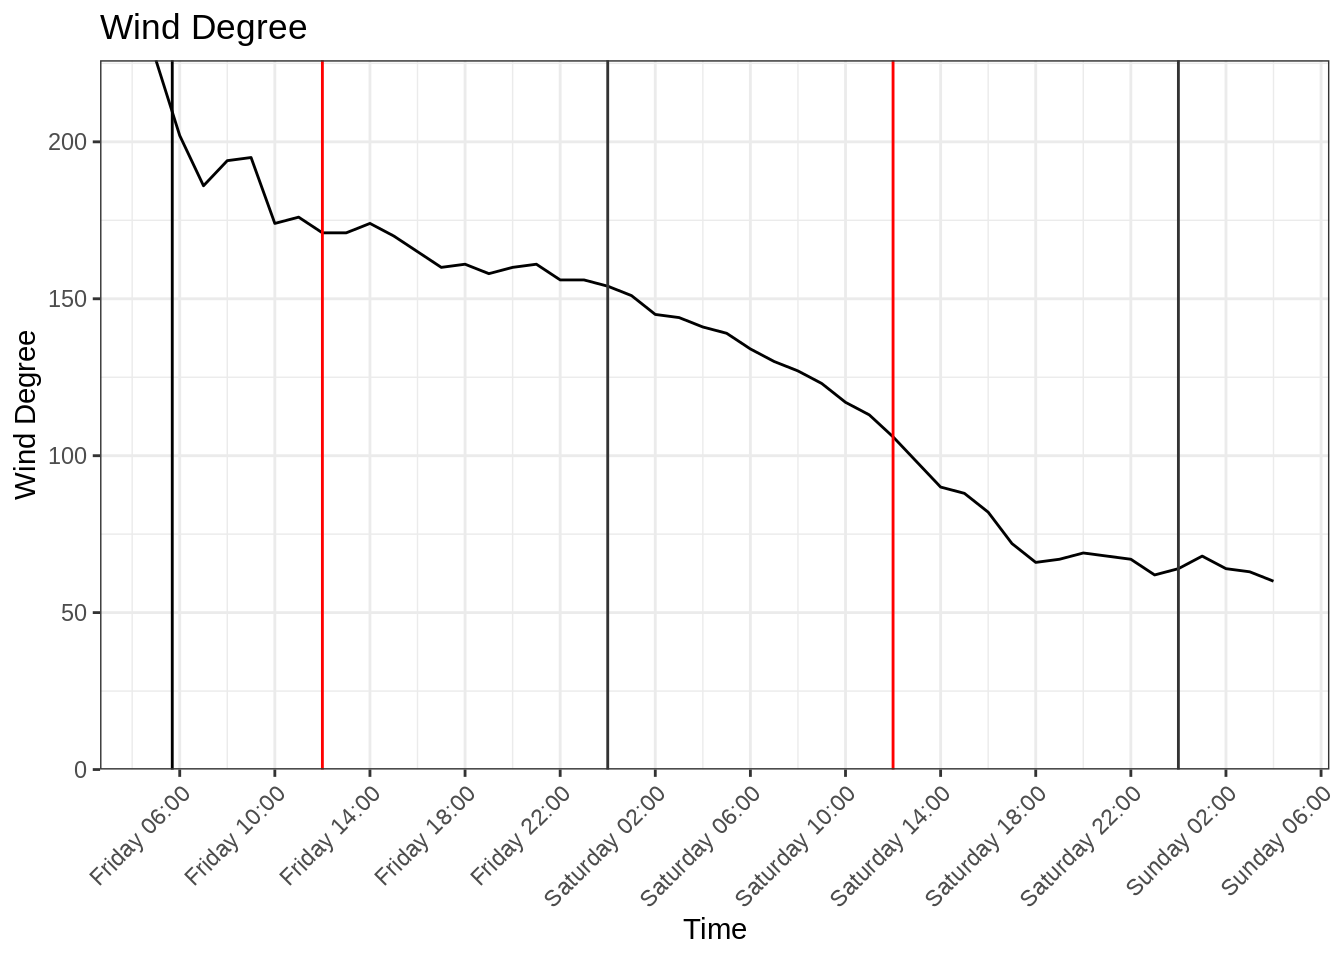 Wind Degree
Wind Degree
200
150
100
50
0
Friday 06:00
Friday 10:00
Friday 14:00
Friday 18:00
Friday 22:00
Saturday 02:00
Saturday 06:00
Saturday 10:00
Saturday 14:00
Saturday 18:00
Saturday 22:00
Sunday 02:00
Sunday 06:00
Time